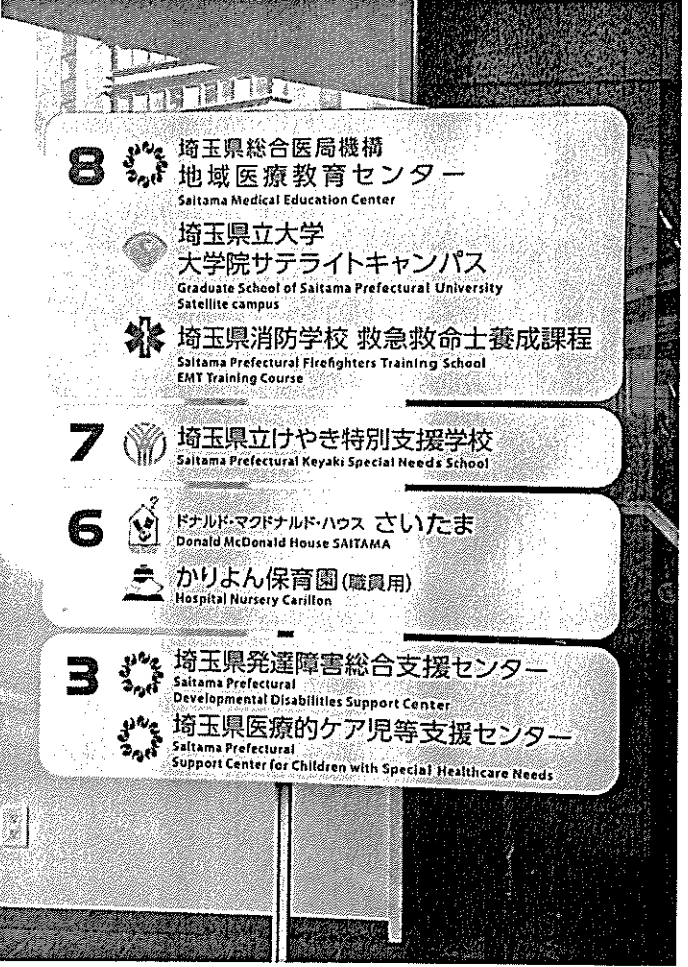 8
埼玉県総合医局機構
地域医療教育センター
Saitama Medical Education Center
埼玉県立大学
大学院サテライトキャンパス
Graduate School of Saitama Prefectural University
Satellite campus
埼玉県消防学校 救急救命士養成課程
Saitama Prefectural Firefighters Training School
EMT Training Course
7
埼玉県立けやき特別支援学校
Saitama Prefectural Keyaki Special Needs School
6
ドナルド・マクドナルド・ハウス さいたま
Donald McDonald House SAITAMA
かりよん保育園(職員用)
Hospital Nursery Carillon
3
埼玉県発達障害総合支援センター
Saitama Prefectural
Developmental Disabilities Support Center
埼玉県医療的ケア児等支援センター
Saitama Prefectural
Support Center for Children with Special Healthcare Needs